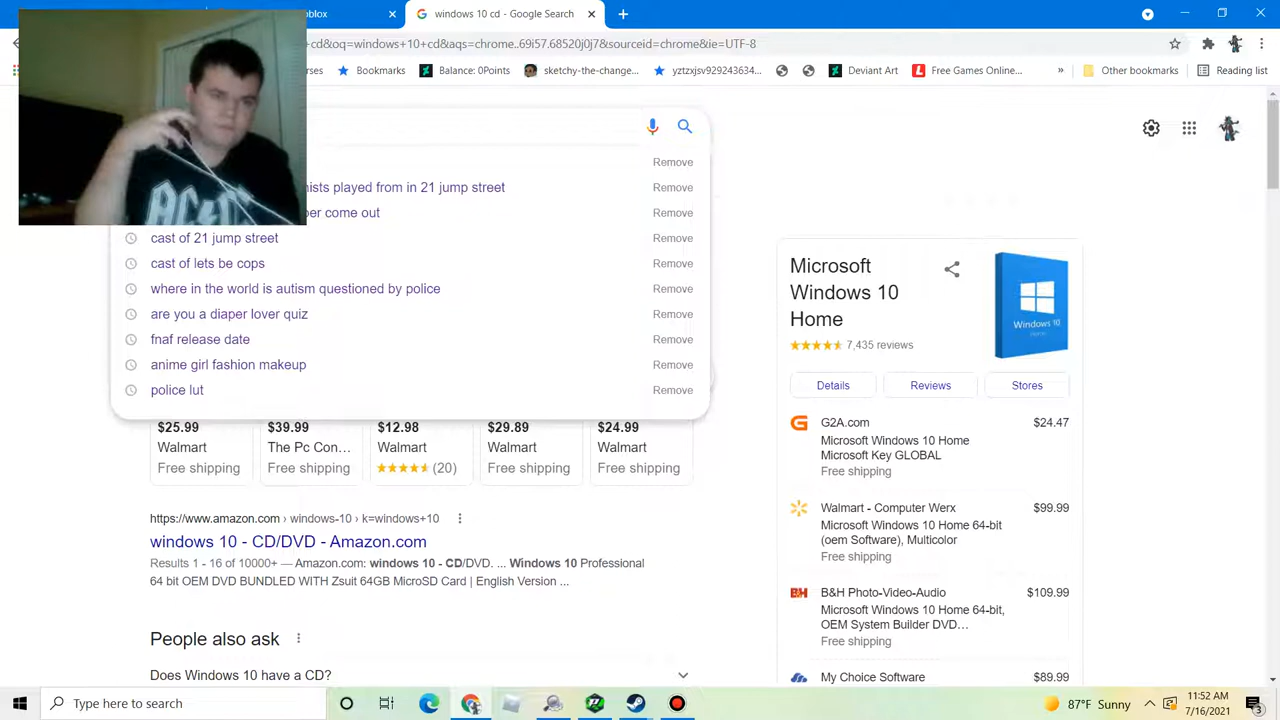 blox
windows 10 cd - Google Search
cd&oq=windows+10+cd&aqs=chrome..69i57.68520j0j7&sourceid=chrome&ie=UTF-8
Bookmarks
Balance: 0Points
sketchy-the-change...
yztzxjsv929243634...
Deviant Art
Free Games Online...
»
Other bookmarks
Reading list
Remove
played from in 21 jump street Remove
come out Remove
cast of 21 jump street Remove
cast of lets be cops Remove
where in the world is autism questioned by police Remove
are you a diaper lover quiz Remove
fnaf release date Remove
anime girl fashion makeup Remove
police lut Remove
$25.99 $39.99 $12.98 $29.89 $24.99
Walmart The Pc Con... Walmart Walmart Walmart
Free shipping Free shipping (20) Free shipping Free shipping
https://www.amazon.com › windows-10 › k=windows+10
windows 10 - CD/DVD - Amazon.com
Results 1 - 16 of 10000+ — Amazon.com: windows 10 - CD/DVD. ... Windows 10 Professional
64 bit OEM DVD BUNDLED WITH Zsuit 64GB MicroSD Card | English Version ...
People also ask
Does Windows 10 have a CD?
Microsoft
Windows 10
Home
Windows 10
7,435 reviews
Details Reviews Stores
G2A.com $24.47
Microsoft Windows 10 Home
Microsoft Key GLOBAL
Free shipping
Walmart - Computer Werx $99.99
Microsoft Windows 10 Home 64-bit
(oem Software), Multicolor
Free shipping
B&H Photo-Video-Audio $109.99
Microsoft Windows 10 Home 64-bit,
OEM System Builder DVD…
Free shipping
My Choice Software $89.99
Type here to search
87°F Sunny
11:52 AM
7/16/2021
3